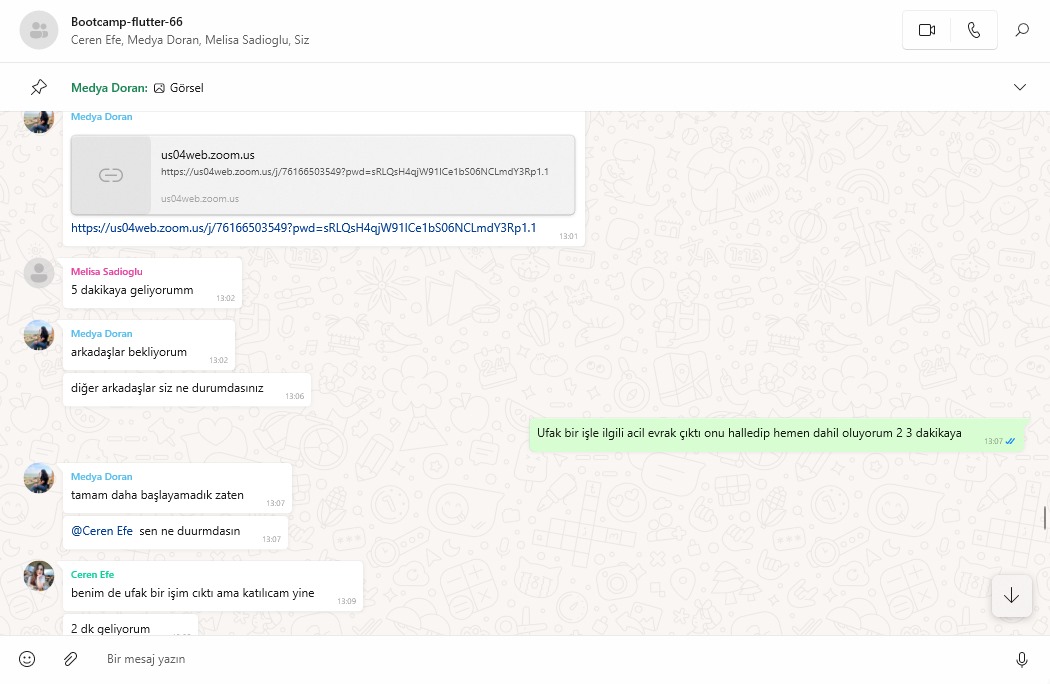 Bootcamp-flutter-66
Ceren Efe, Medya Doran, Melisa Sadioglu, Siz
Medya Doran: Görsel
Medya Doran
us04web.zoom.us
https://us04web.zoom.us/j/76166503549?pwd=sRLQsH4qjW91lCe1bS06NCLmdY3Rp1.1
us04web.zoom.us
https://us04web.zoom.us/j/76166503549?pwd=sRLQsH4qjW91lCe1bS06NCLmdY3Rp1.1
13:01
Melisa Sadioglu
5 dakikaya geliyorumm
13:02
Medya Doran
arkadaşlar bekliyorum
13:02
diğer arkadaşlar siz ne durumdasınız
13:06
Ufak bir işle ilgili acil evrak çıktı onu halledip hemen dahil oluyorum 2 3 dakikaya
13:07
Medya Doran
tamam daha başlayamadık zaten
13:07
@Ceren Efe sen ne duurmdasın
13:07
Ceren Efe
benim de ufak bir işim cıktı ama katılıcam yine
13:09
2 dk geliyorum
Bir mesaj yazın